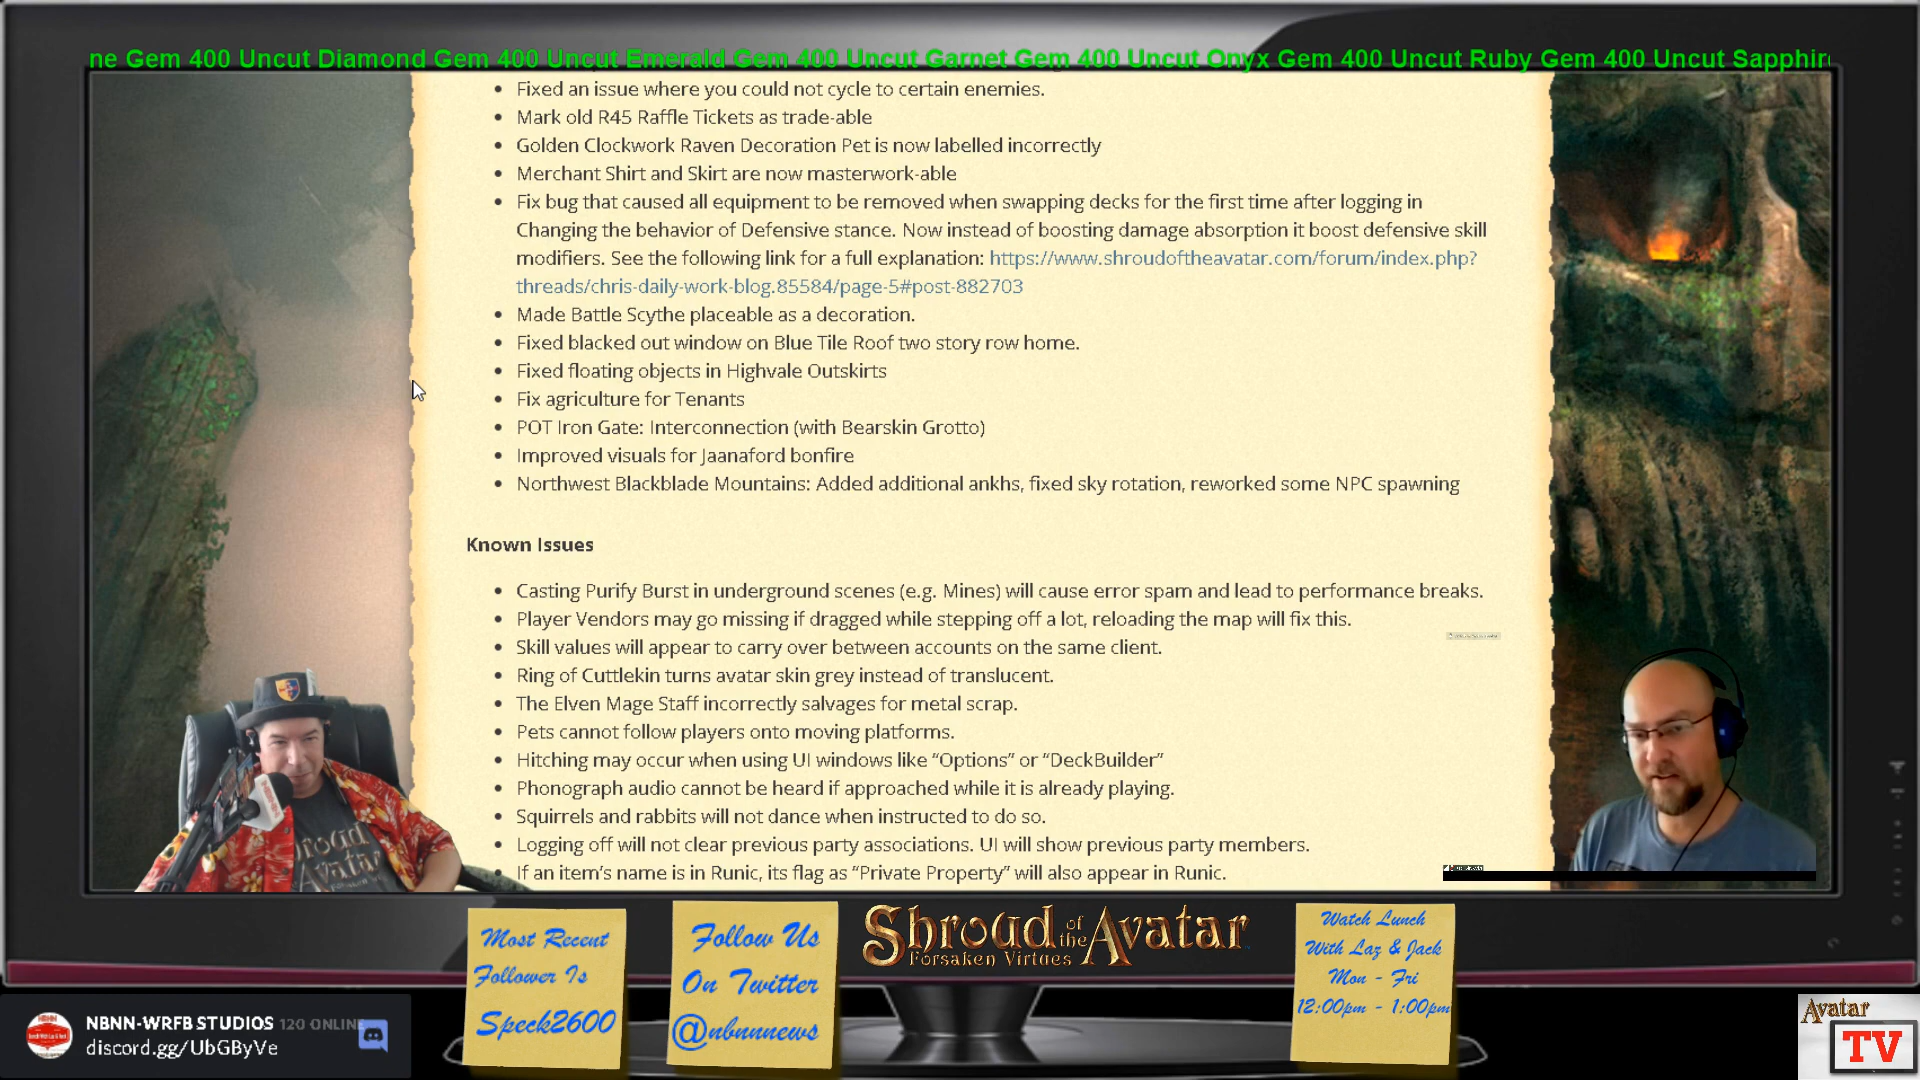 ne Gem 400 Uncut Diamond Gem 400 Uncut Emerald Gem 400 Uncut Garnet Gem 400 Uncut Onyx Gem 400 Uncut Ruby Gem 400 Uncut Sapphir
Fixed an issue where you could not cycle to certain enemies.
Mark old R45 Raffle Tickets as trade-able
Golden Clockwork Raven Decoration Pet is now labelled incorrectly
Merchant Shirt and Skirt are now masterwork-able
Fix bug that caused all equipment to be removed when swapping decks for the first time after logging in
Changing the behavior of Defensive stance. Now instead of boosting damage absorption it boost defensive skill
modifiers. See the following link for a full explanation: https://www.shroudoftheavatar.com/forum/index.php?
threads/chris-daily-work-blog.85584/page-5#post-882703
Made Battle Scythe placeable as a decoration.
Fixed blacked out window on Blue Tile Roof two story row home.
Fixed floating objects in Highvale Outskirts
Fix agriculture for Tenants
POT Iron Gate: Interconnection (with Bearskin Grotto)
Improved visuals for Jaanaford bonfire
Northwest Blackblade Mountains: Added additional ankhs, fixed sky rotation, reworked some NPC spawning
Known Issues
Casting Purify Burst in underground scenes (e.g. Mines) will cause error spam and lead to performance breaks.
Player Vendors may go missing if dragged while stepping off a lot, reloading the map will fix this.
Skill values will appear to carry over between accounts on the same client.
Ring of Cuttlekin turns avatar skin grey instead of translucent.
The Elven Mage Staff incorrectly salvages for metal scrap.
Pets cannot follow players onto moving platforms.
Hitching may occur when using UI windows like “Options” or “DeckBuilder”
Phonograph audio cannot be heard if approached while it is already playing.
Squirrels and rabbits will not dance when instructed to do so.
Logging off will not clear previous party associations. UI will show previous party members.
If an item’s name is in Runic, its flag as “Private Property” will also appear in Runic.
Shroud
Avatar
Most Recent
Follower Is
Speck2600
Follow Us
On Twitter
@nbnnnews
Shroud of the Avatar
Forsaken Virtues
Watch Lunch
With Laz & Jack
Mon - Fri
12:00pm - 1:00pm
NBNN-WRFB STUDIOS 120 ONLINE
discord.gg/UbGByVe
Avatar
TV